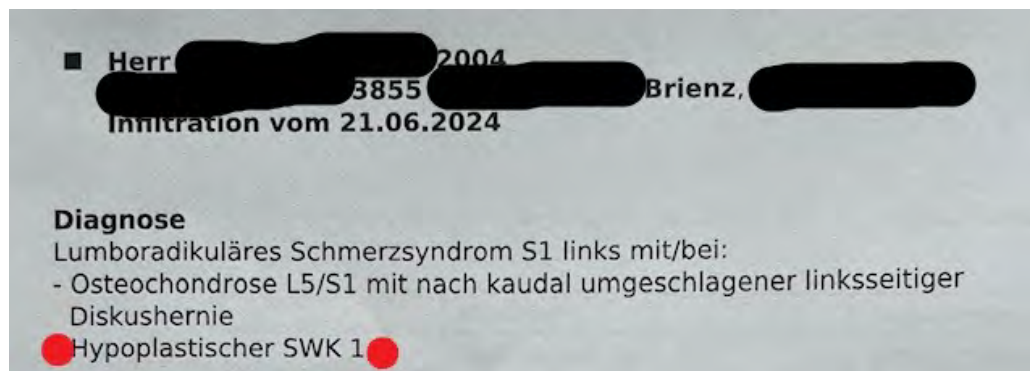 ■ Herr 2004
3855 Brienz,
Infiltration vom 21.06.2024
Diagnose
Lumboradikuläres Schmerzsyndrom S1 links mit/bei:
- Osteochondrose L5/S1 mit nach kaudal umgeschlagener linksseitiger
Diskushernie
Hypoplastischer SWK 1